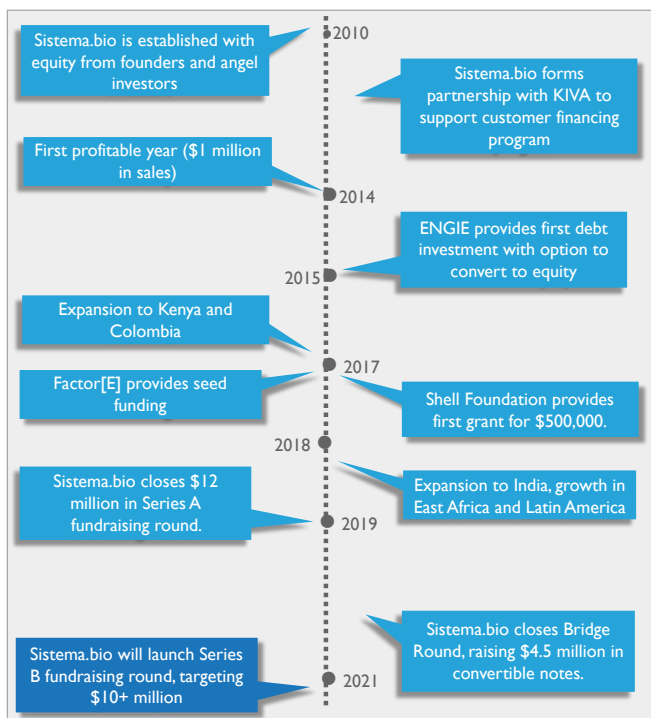 2010
Sistema.bio is established with
equity from founders and angel
investors
Sistema.bio forms
partnership with KIVA to
support customer financing
program
First profitable year ($1 million
in sales)
2014
ENGIE provides first debt
investment with option to
convert to equity
2015
Expansion to Kenya and
Colombia
2017
Factor[E] provides seed
funding
Shell Foundation provides
first grant for $500,000.
2018
Sistema.bio closes $12
million in Series A
fundraising round.
Expansion to India, growth in
East Africa and Latin America
2019
Sistema.bio closes Bridge
Round, raising $4.5 million in
convertible notes.
Sistema.bio will launch Series
B fundraising round, targeting
$10+ million
2021